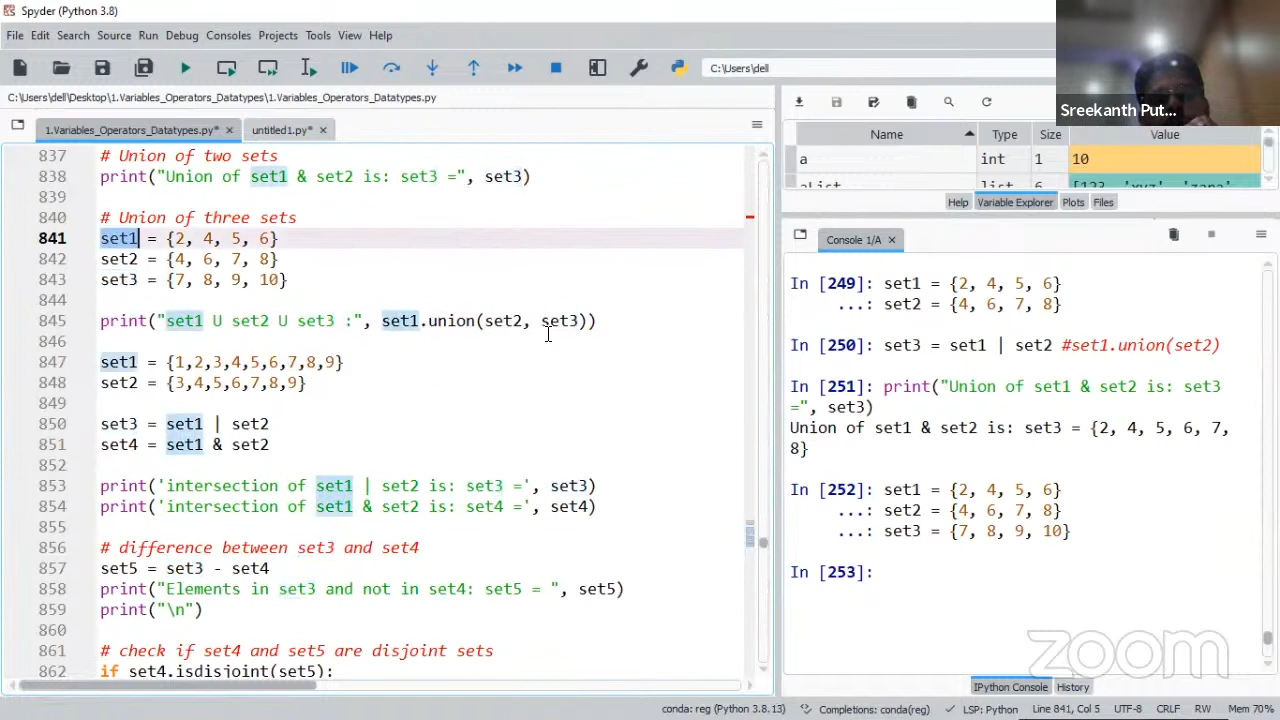 Spyder (Python 3.8)
File Edit Search Source Run Debug Consoles Projects Tools View Help
C:\Users\dell
C:\Users\dell\Desktop\1.Variables_Operators_Datatypes\1.Variables_Operators_Datatypes.py
Sreekanth Put...
1.Variables_Operators_Datatypes.py*
untitled1.py*
837 # Union of two sets
838 print("Union of set1 & set2 is: set3 =", set3)
839
840 # Union of three sets
841 set1 = {2, 4, 5, 6}
842 set2 = {4, 6, 7, 8}
843 set3 = {7, 8, 9, 10}
844
845 print("set1 U set2 U set3 :", set1.union(set2, set3))
846
847 set1 = {1,2,3,4,5,6,7,8,9}
848 set2 = {3,4,5,6,7,8,9}
849
850 set3 = set1 | set2
851 set4 = set1 & set2
852
853 print('intersection of set1 | set2 is: set3 =', set3)
854 print('intersection of set1 & set2 is: set4 =', set4)
855
856 # difference between set3 and set4
857 set5 = set3 - set4
858 print("Elements in set3 and not in set4: set5 = ", set5)
859 print("\n")
860
861 # check if set4 and set5 are disjoint sets
862 if set4.isdisjoint(set5):
Name Type Size Value
a int 1 10
aList list 6 [123, 'xyz', 'zara'
Help Variable Explorer Plots Files
Console 1/A
In [249]: set1 = {2, 4, 5, 6}
...: set2 = {4, 6, 7, 8}
In [250]: set3 = set1 | set2 #set1.union(set2)
In [251]: print("Union of set1 & set2 is: set3
=", set3)
Union of set1 & set2 is: set3 = {2, 4, 5, 6, 7,
8}
In [252]: set1 = {2, 4, 5, 6}
...: set2 = {4, 6, 7, 8}
...: set3 = {7, 8, 9, 10}
In [253]:
zoom
IPython Console History
conda: reg (Python 3.8.13) Completions: conda(reg) LSP: Python Line 841, Col 5 UTF-8 CRLF RW Mem 70%